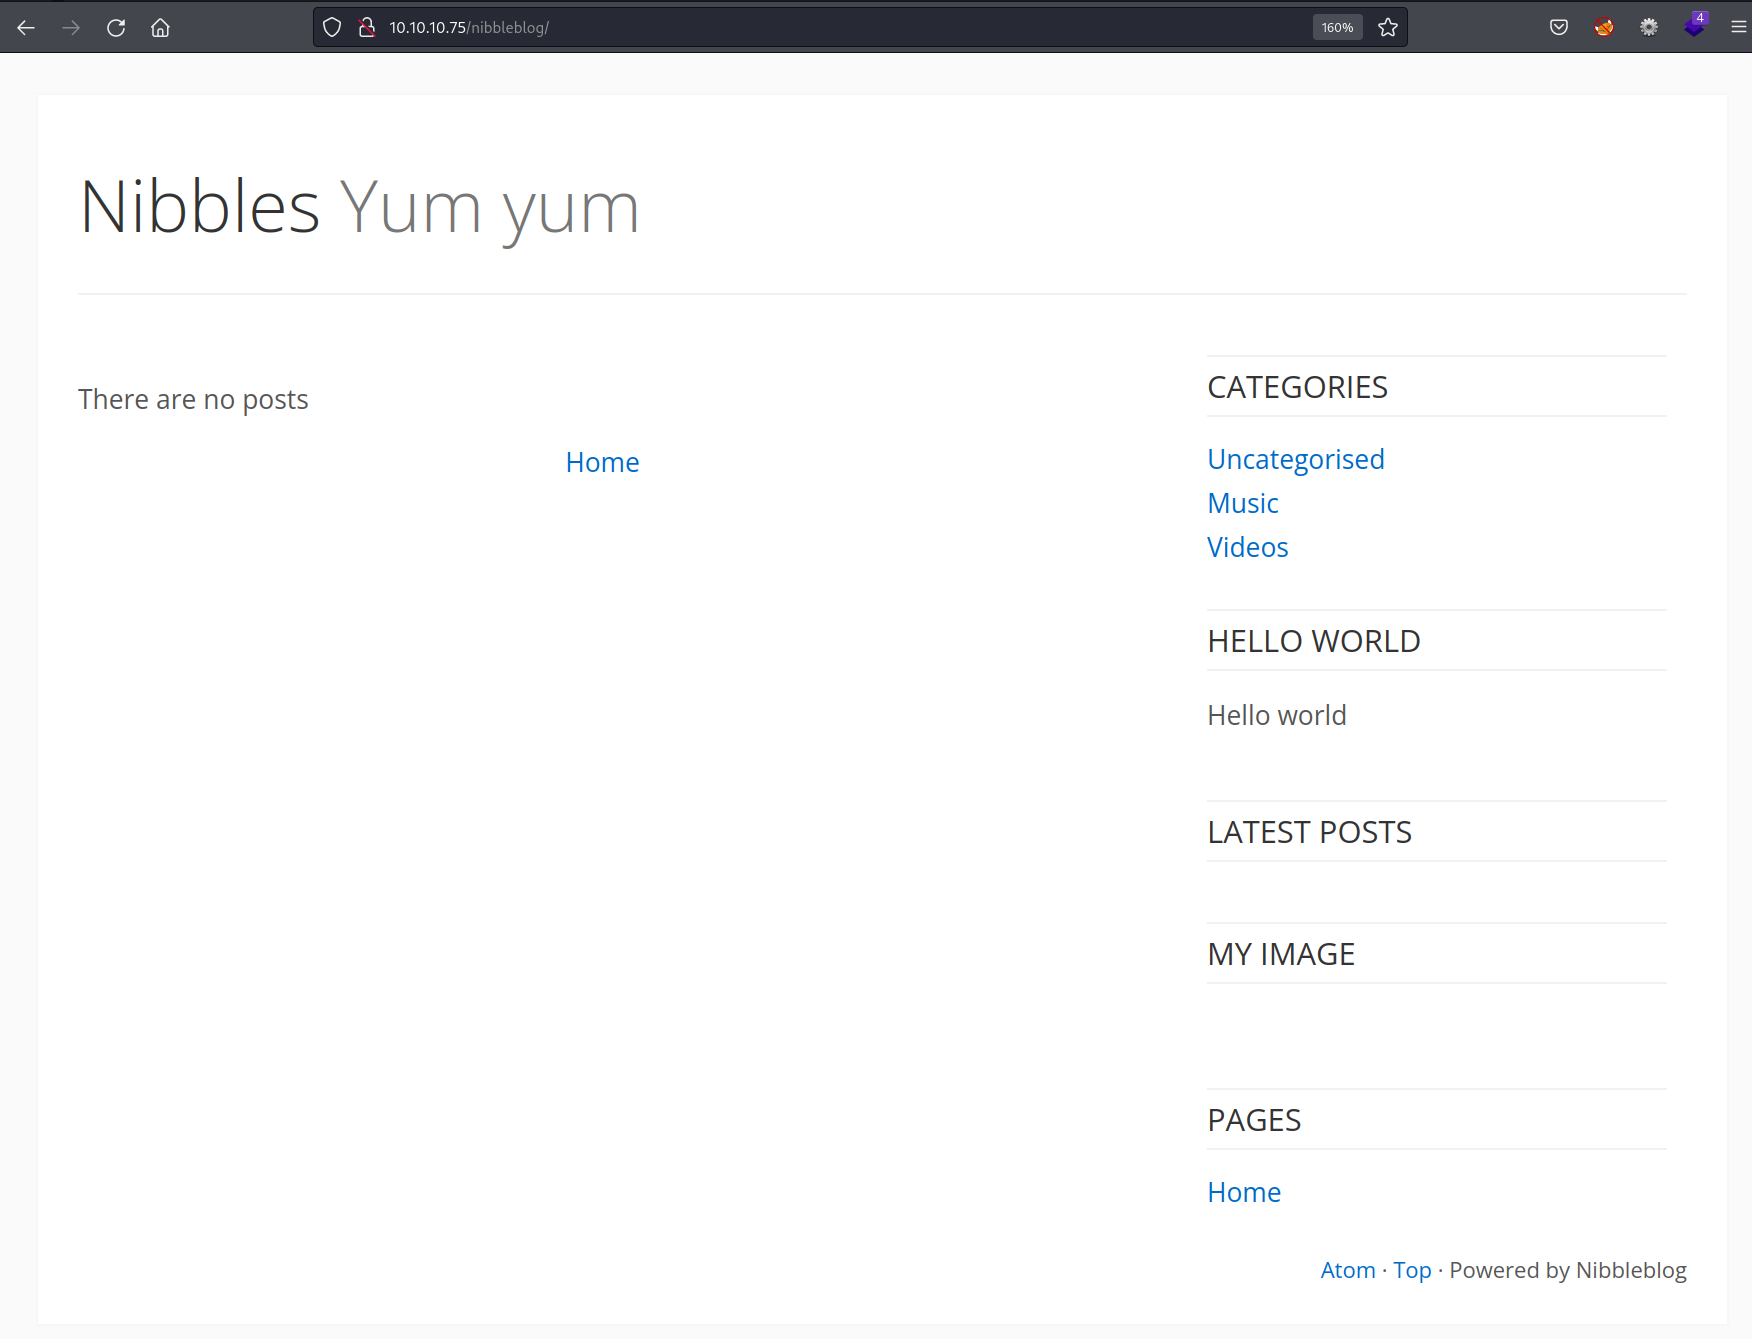 10.10.10.75/nibbleblog/
160%
4
Nibbles Yum yum
There are no posts
Home
CATEGORIES
Uncategorised
Music
Videos
HELLO WORLD
Hello world
LATEST POSTS
MY IMAGE
PAGES
Home
Atom · Top · Powered by Nibbleblog